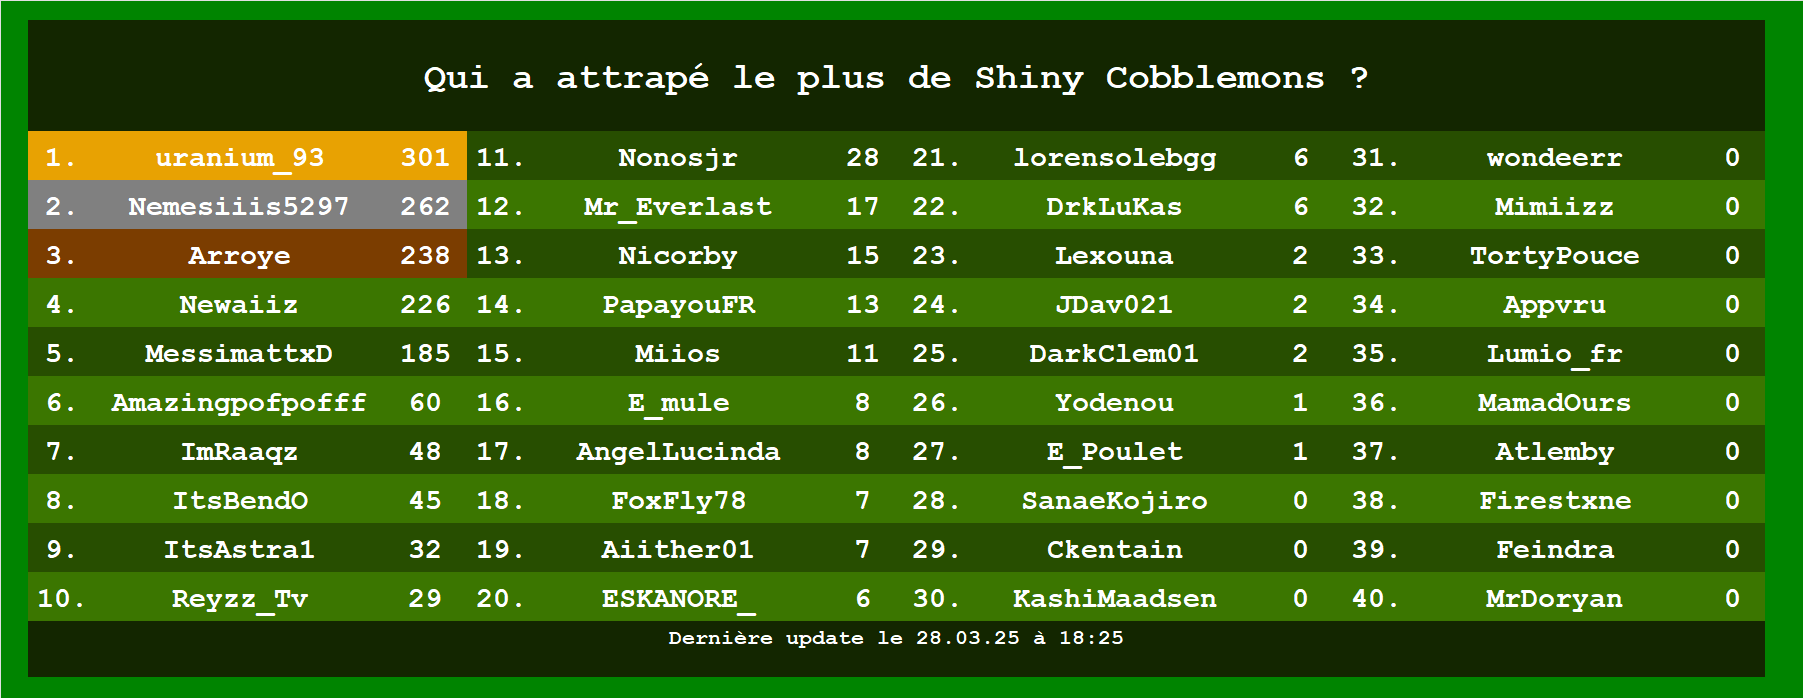 Qui a attrapé le plus de Shiny Cobblemons ?
1. uranium_93 301 11. Nonosjr 28 21. lorensolebgg 6 31. wondeerr 0
2. Nemesiiis5297 262 12. Mr_Everlast 17 22. DrkLuKas 6 32. Mimiizz 0
3. Arroye 238 13. Nicorby 15 23. Lexouna 2 33. TortyPouce 0
4. Newaiiz 226 14. PapayouFR 13 24. JDav021 2 34. Appvru 0
5. MessimattxD 185 15. Miios 11 25. DarkClem01 2 35. Lumio_fr 0
6. Amazingpofpofff 60 16. E_mule 8 26. Yodenou 1 36. MamadOurs 0
7. ImRaaqz 48 17. AngelLucinda 8 27. E_Poulet 1 37. Atlemby 0
8. ItsBendO 45 18. FoxFly78 7 28. SanaeKojiro 0 38. Firestxne 0
9. ItsAstra1 32 19. Aiither01 7 29. Ckentain 0 39. Feindra 0
10. Reyzz_Tv 29 20. ESKANORE_ 6 30. KashiMaadsen 0 40. MrDoryan 0
Dernière update le 28.03.25 à 18:25